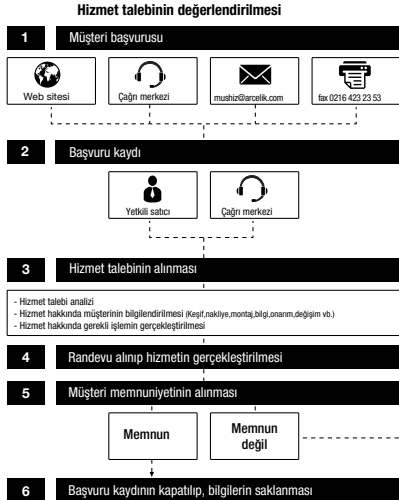 Hizmet talebinin değerlendirilmesi
1 Müşteri başvurusu
Web sitesi
Çağrı merkezi
mushiz@arcelik.com
fax 0216 423 23 53
2 Başvuru kaydı
Yetkili satıcı
Çağrı merkezi
3 Hizmet talebinin alınması
- Hizmet talebi analizi
- Hizmet hakkında müşterinin bilgilendirilmesi (Keşif,nakliye,montaj,bilgi,onarım,değişim vb.)
- Hizmet hakkında gerekli işlemin gerçekleştirilmesi
4 Randevu alınıp hizmetin gerçekleştirilmesi
5 Müşteri memnuniyetinin alınması
Memnun
Memnun
değil
6 Başvuru kaydının kapatılıp, bilgilerin saklanması